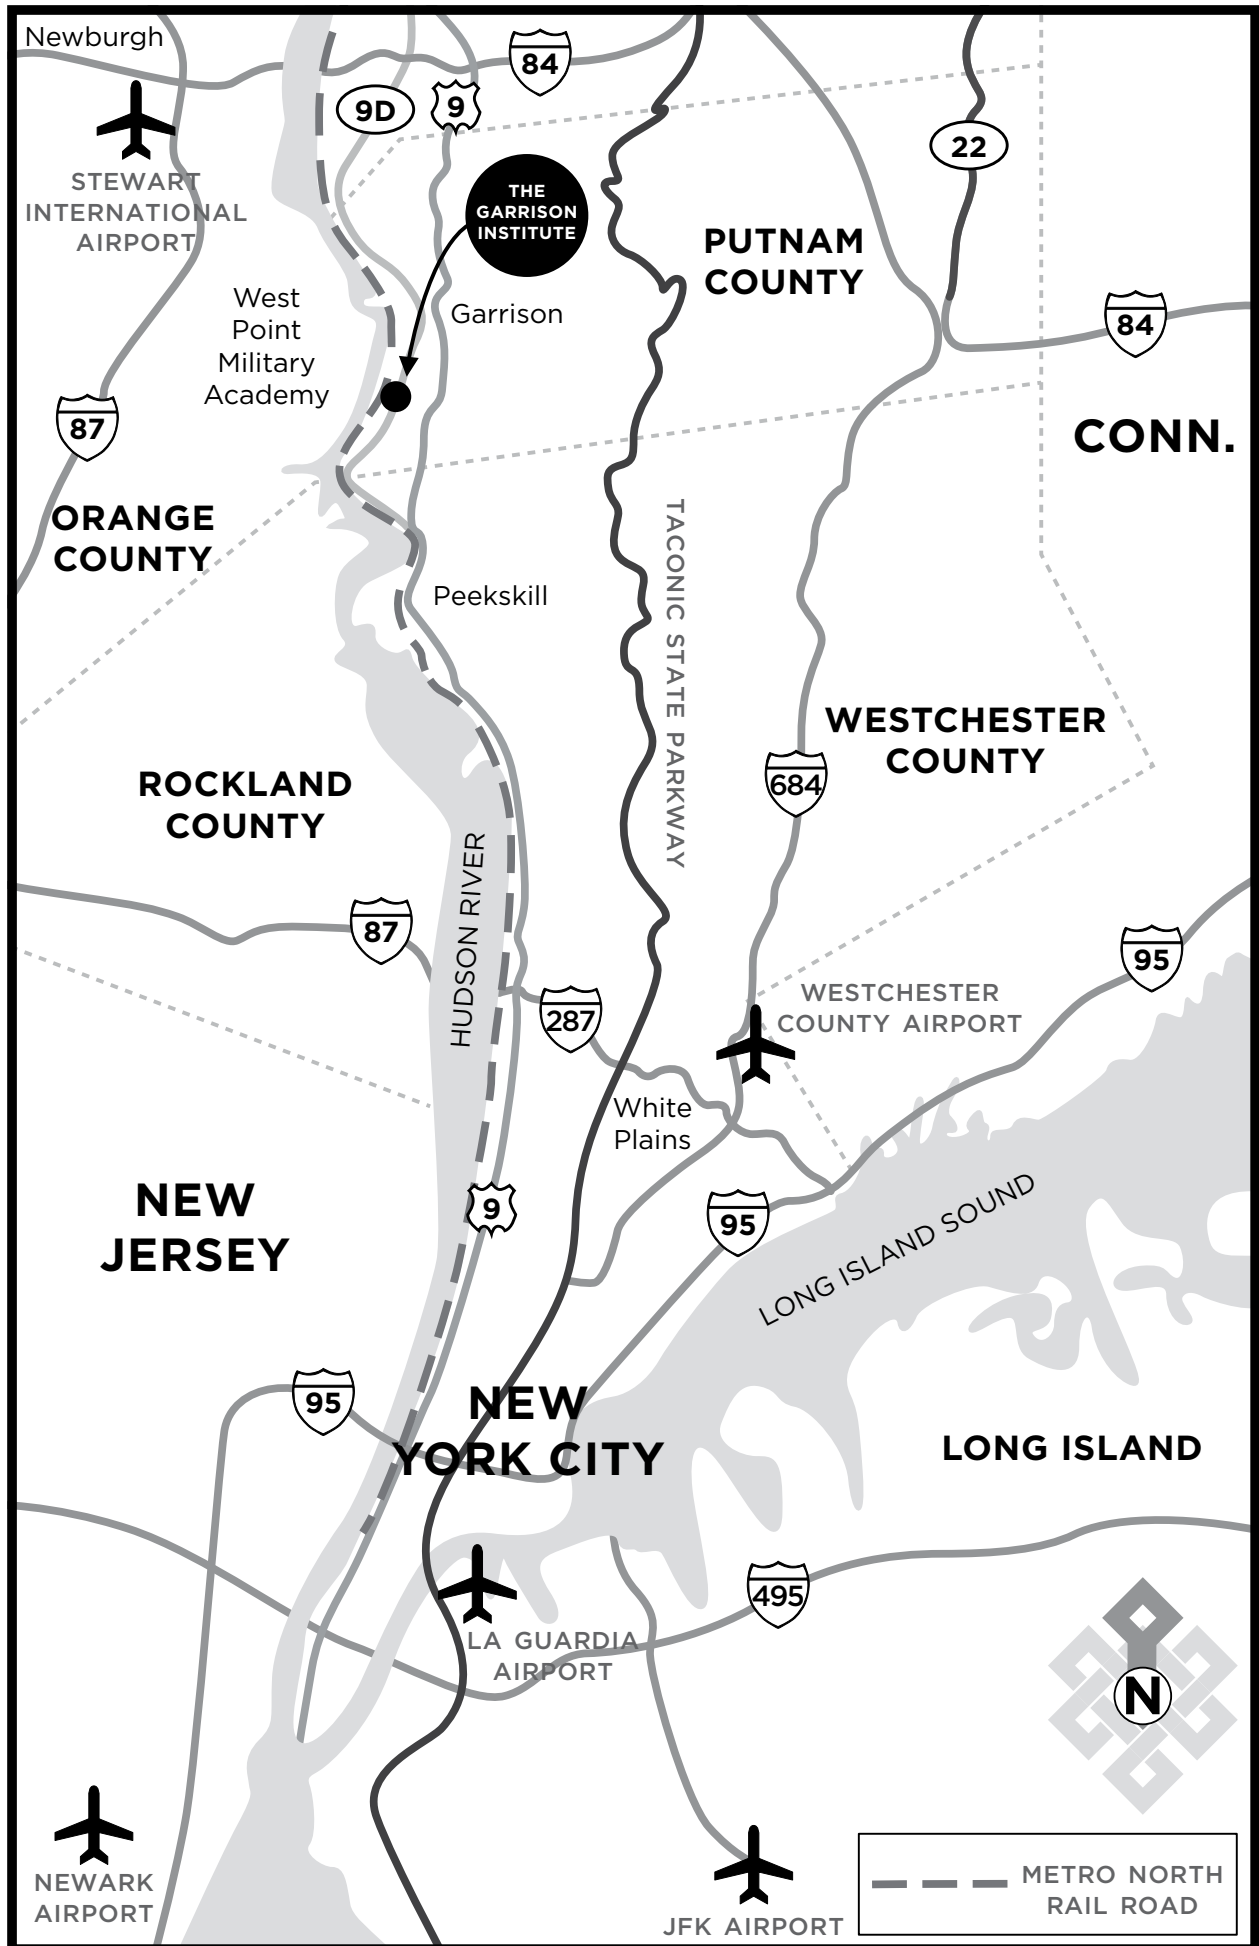 Newburgh
84
9D
9
22
STEWART
INTERNATIONAL
AIRPORT
THE
GARRISON
INSTITUTE
PUTNAM
COUNTY
West
Point
Military
Academy
Garrison
84
87
CONN.
ORANGE
COUNTY
TACONIC STATE PARKWAY
Peekskill
WESTCHESTER
COUNTY
684
ROCKLAND
COUNTY
HUDSON RIVER
87
95
287
WESTCHESTER
COUNTY AIRPORT
White
Plains
NEW
JERSEY
9
95
LONG ISLAND SOUND
95
NEW
YORK CITY
LONG ISLAND
495
LA GUARDIA
AIRPORT
N
NEWARK
AIRPORT
JFK AIRPORT
METRO NORTH
RAIL ROAD